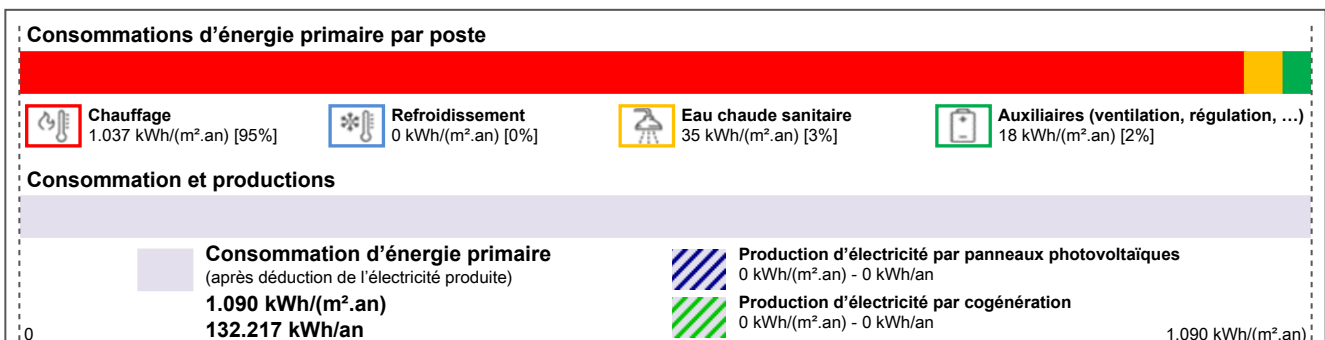 Consommations d'énergie primaire par poste
Chauffage
1.037 kWh/(m².an) [95%]
Refroidissement
0 kWh/(m².an) [0%]
Eau chaude sanitaire
35 kWh/(m².an) [3%]
Auxiliaires (ventilation, régulation, …)
18 kWh/(m².an) [2%]
Consommation et productions
Consommation d'énergie primaire
(après déduction de l'électricité produite)
1.090 kWh/(m².an)
132.217 kWh/an
Production d'électricité par panneaux photovoltaïques
0 kWh/(m².an) - 0 kWh/an
Production d'électricité par cogénération
0 kWh/(m².an) - 0 kWh/an
0
1.090 kWh/(m².an)